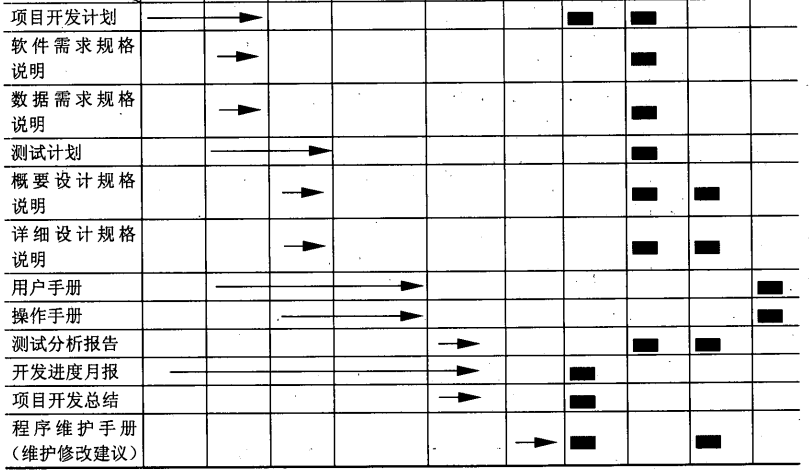 项目开发计划
软件需求规格
说明
数据需求规格
说明
测试计划
概要设计规格
说明
详细设计规格
说明
用户手册
操作手册
测试分析报告
开发进度月报
项目开发总结
程序维护手册
（维护修改建议）